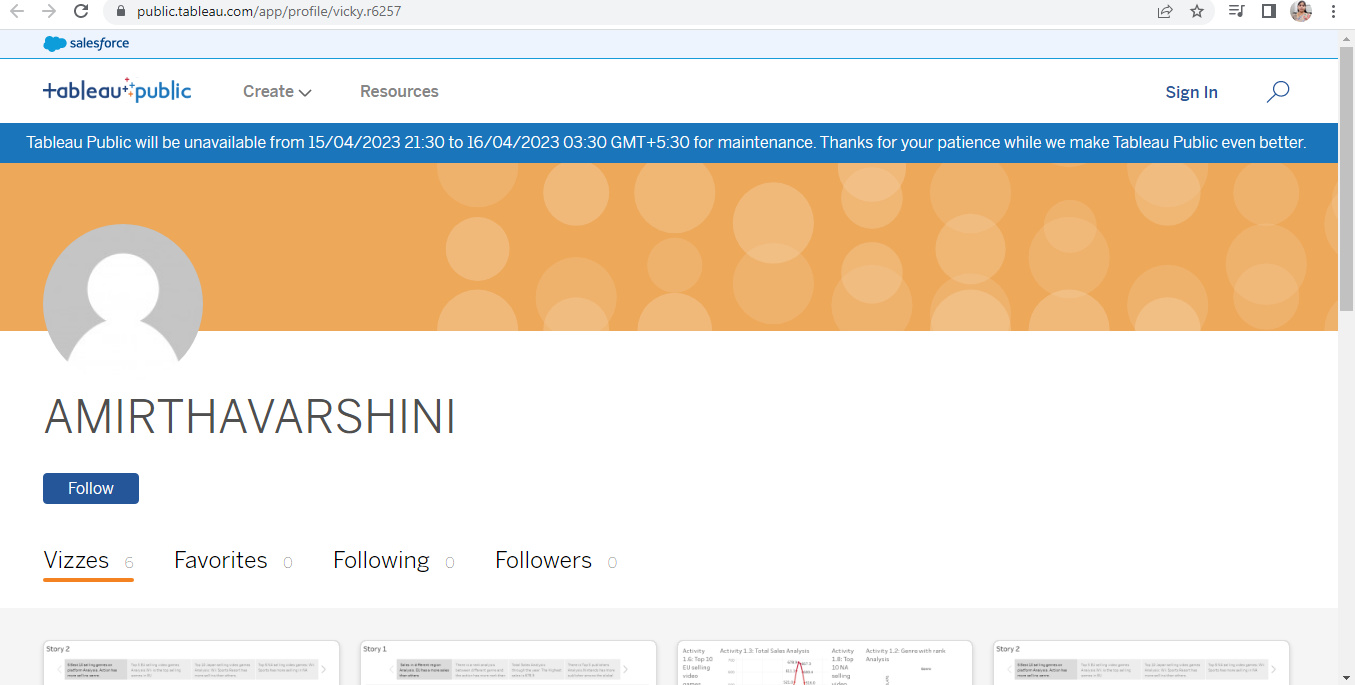 public.tableau.com/app/profile/vicky.r6257
salesforce
tableau public
Create
Resources
Sign In
Tableau Public will be unavailable from 15/04/2023 21:30 to 16/04/2023 03:30 GMT+5:30 for maintenance. Thanks for your patience while we make Tableau Public even better.
AMIRTHAVARSHINI
Follow
Vizzes 6 Favorites 0 Following 0 Followers 0
Story 2
Story 1
Activity 1.6: Top 10 EU selling video games
Activity 1.3: Total Sales Analysis
Activity 1.8: Top 10 NA selling video
Activity 1.2: Genre with rank Analysis
Story 2